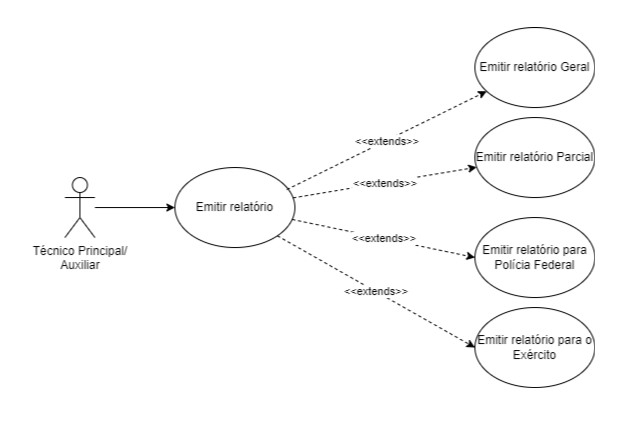 Emitir relatório Geral
<<extends>>
Emitir relatório Parcial
<<extends>>
Emitir relatório
Técnico Principal/
Auxiliar
<<extends>>
Emitir relatório para
Polícia Federal
<<extends>>
Emitir relatório para o
Exército